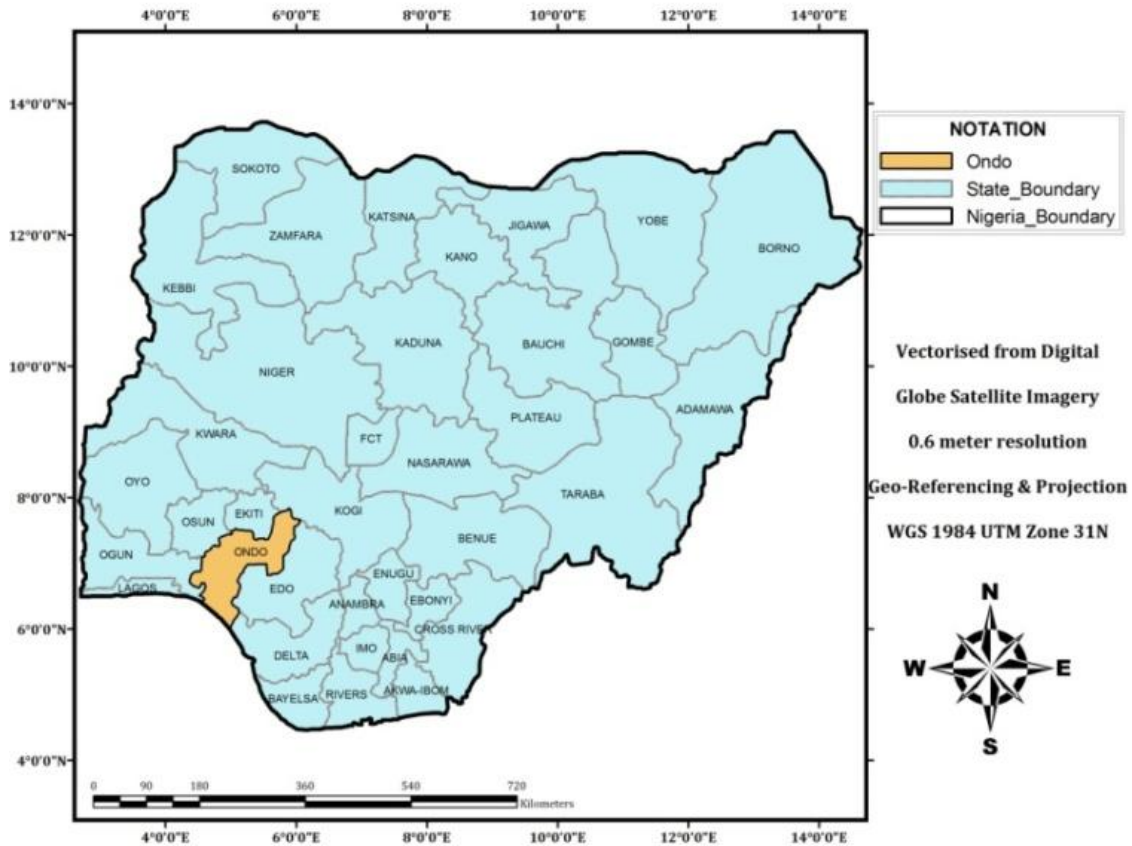 4°0'0"E 6°0'0"E 8°0'0"E 10°0'0"E 12°0'0"E 14°0'0"E
14°0'0"N
12°0'0"N
10°0'0"N
8°0'0"N
6°0'0"N
4°0'0"N
SOKOTO
KATSINA
JIGAWA
YOBE
ZAMFARA
BORNO
KANO
KEBBI
KADUNA
BAUCHI
GOMBE
NIGER
ADAMAWA
PLATEAU
KWARA
FCT
NASARAWA
OYO
TARABA
KOGI
EKITI
OSUN
BENUE
ONDO
OGUN
ENUGU
LAGOS
EDO
EBONYI
ANAMBRA
CROSS RIVER
IMO
DELTA
ABIA
AKWA-IBOM
BAYELSA
RIVERS
0 90 180 360 540 720
Kilometers
4°0'0"E 6°0'0"E 8°0'0"E 10°0'0"E 12°0'0"E 14°0'0"E
NOTATION
Ondo
State_Boundary
Nigeria_Boundary
Vectorised from Digital
Globe Satellite Imagery
0.6 meter resolution
Geo-Referencing & Projection
WGS 1984 UTM Zone 31N
N
W E
S